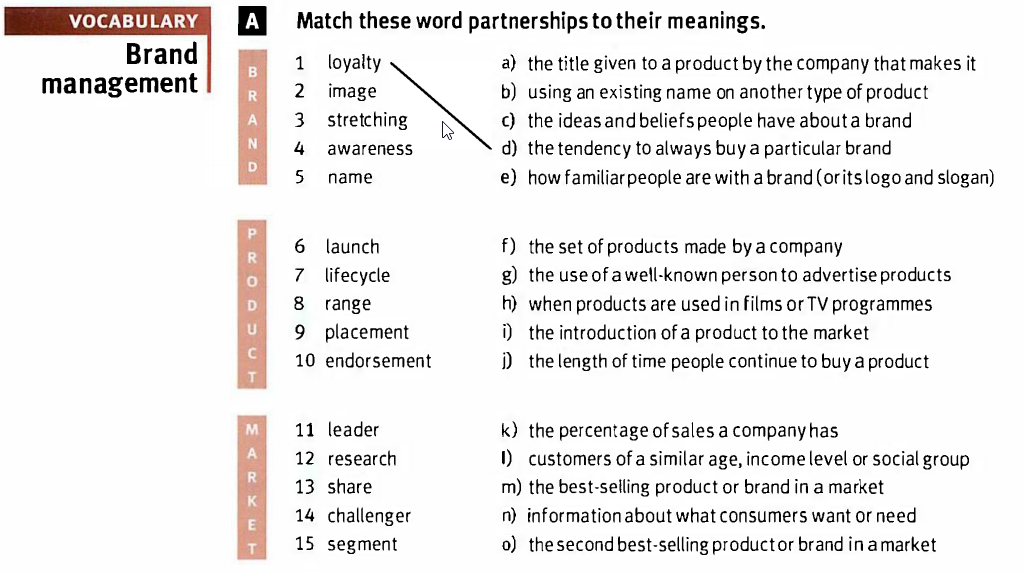 VOCABULARY
Brand
management
A Match these word partnerships to their meanings.
BRAND
1 loyalty a) the title given to a product by the company that makes it
2 image b) using an existing name on another type of product
3 stretching c) the ideas and beliefs people have about a brand
4 awareness d) the tendency to always buy a particular brand
5 name e) how familiar people are with a brand (or its logo and slogan)
PRODUCT
6 launch f) the set of products made by a company
7 lifecycle g) the use of a well-known person to advertise products
8 range h) when products are used in films or TV programmes
9 placement i) the introduction of a product to the market
10 endorsement j) the length of time people continue to buy a product
MARKET
11 leader k) the percentage of sales a company has
12 research l) customers of a similar age, income level or social group
13 share m) the best-selling product or brand in a market
14 challenger n) information about what consumers want or need
15 segment o) the second best-selling product or brand in a market